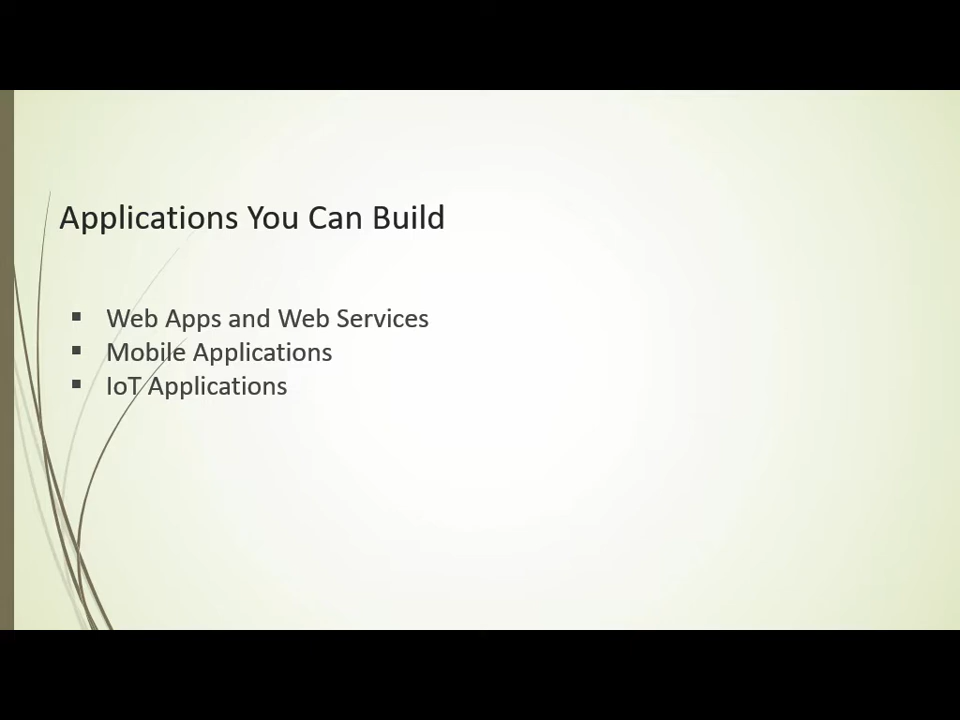 Applications You Can Build
▪ Web Apps and Web Services
▪ Mobile Applications
▪ IoT Applications